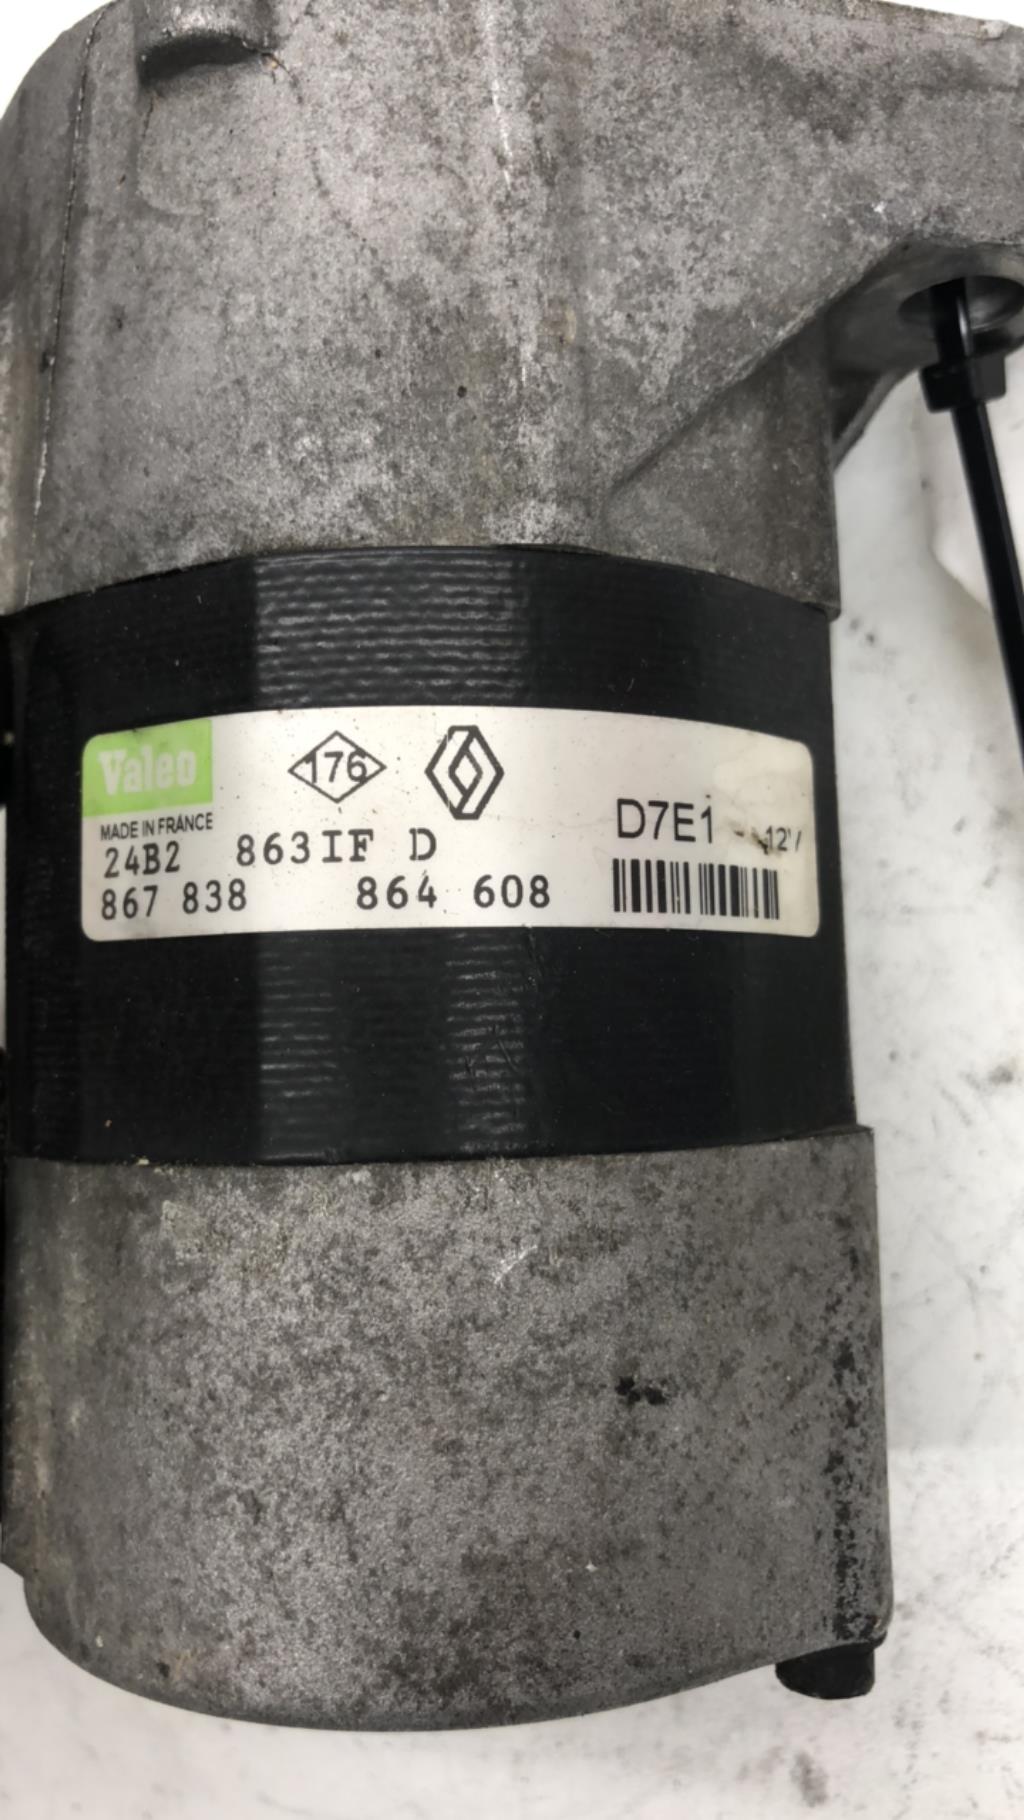 Valeo
176
MADE IN FRANCE
24B2 863IF D
867 838 864 608
D7E1 - 12V